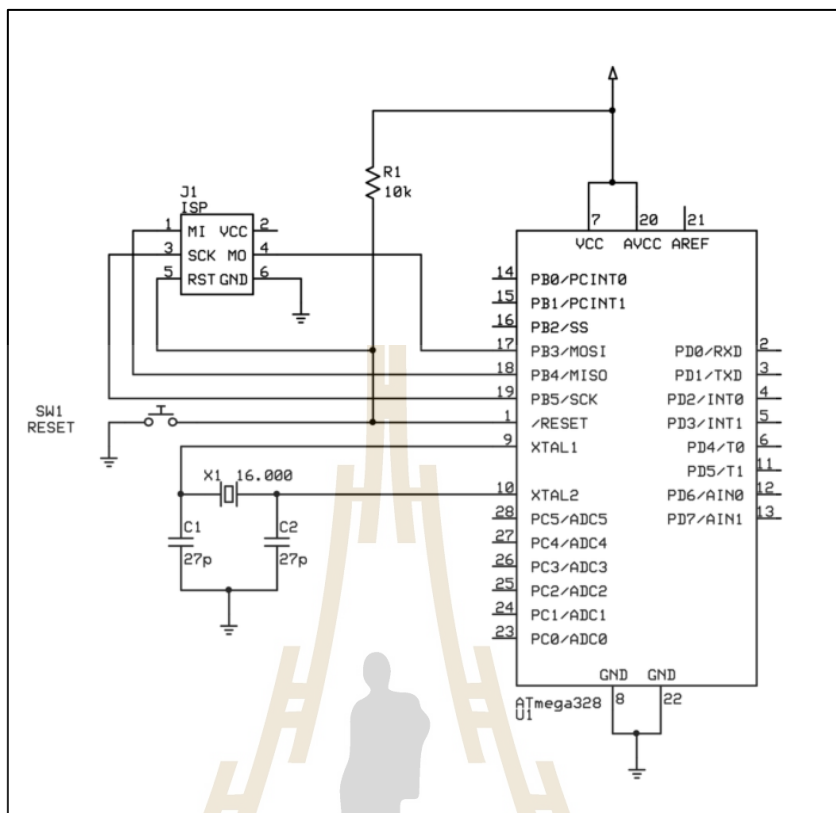 R1
10k
J1
ISP
1 MI VCC 2
3 SCK MO 4
5 RST GND 6
7 20 21
VCC AVCC AREF
14 PB0/PCINT0
15 PB1/PCINT1
16 PB2/SS
17 PB3/MOSI PD0/RXD 2
18 PB4/MISO PD1/TXD 3
19 PB5/SCK PD2/INT0 4
SW1
RESET
1 /RESET PD3/INT1 5
9 XTAL1 PD4/T0 6
PD5/T1 11
X1 16.000
10 XTAL2 PD6/AIN0 12
28 PC5/ADC5 PD7/AIN1 13
C1 C2
27p 27p
27 PC4/ADC4
26 PC3/ADC3
25 PC2/ADC2
24 PC1/ADC1
23 PC0/ADC0
GND GND
8 22
ATmega328
U1